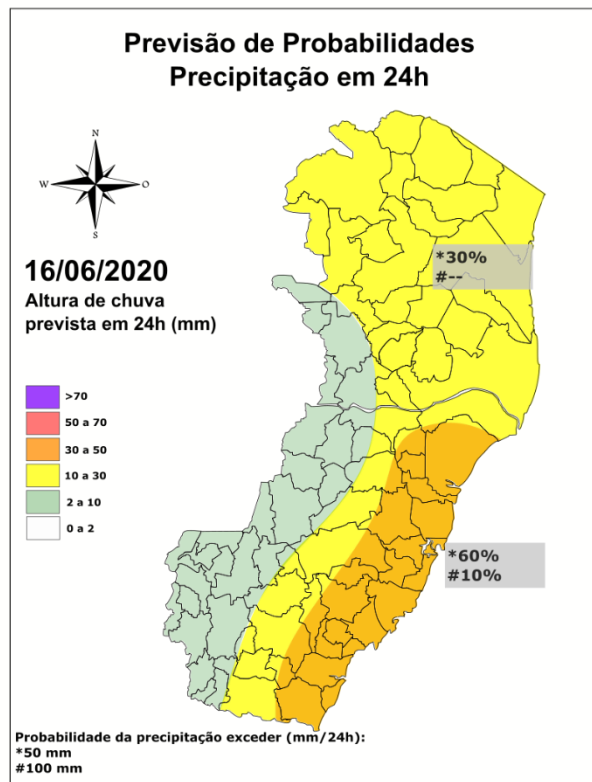 Previsão de Probabilidades
Precipitação em 24h
N
W
O
S
16/06/2020
Altura de chuva
prevista em 24h (mm)
*30%
#--
>70
50 a 70
30 a 50
10 a 30
2 a 10
0 a 2
*60%
#10%
Probabilidade da precipitação exceder (mm/24h):
*50 mm
#100 mm